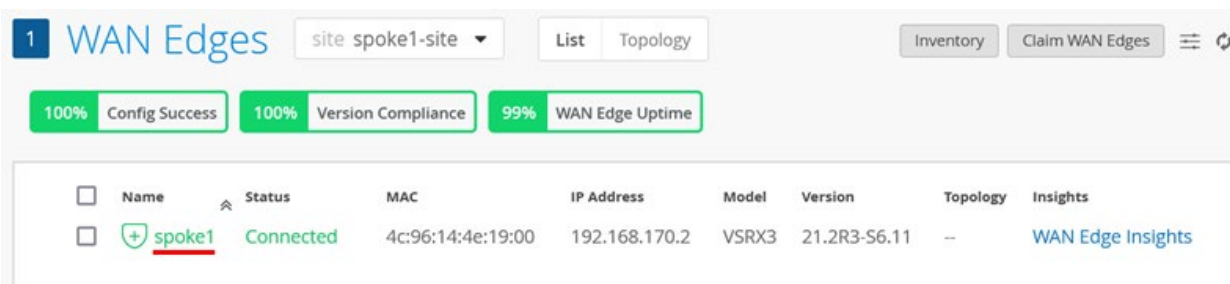 1 WAN Edges site spoke1-site List Topology Inventory Claim WAN Edges
100% Config Success 100% Version Compliance 99% WAN Edge Uptime
Name Status MAC IP Address Model Version Topology Insights
spoke1 Connected 4c:96:14:4e:19:00 192.168.170.2 VSRX3 21.2R3-S6.11 -- WAN Edge Insights